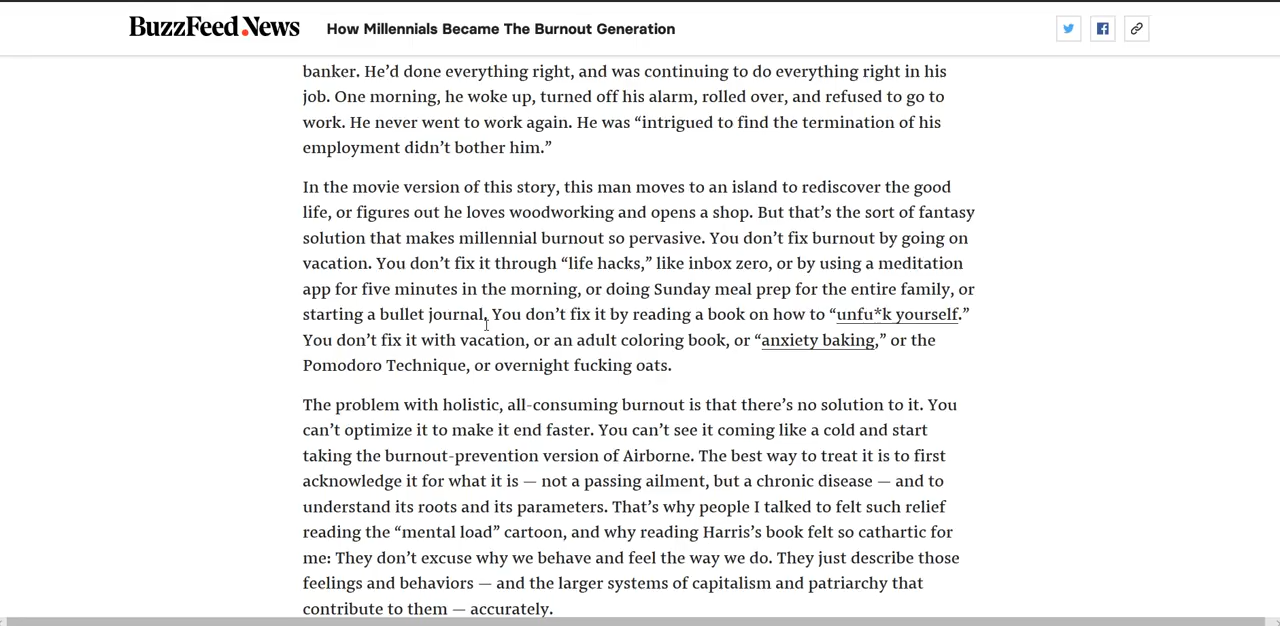 BuzzFeed News How Millennials Became The Burnout Generation
banker. He’d done everything right, and was continuing to do everything right in his
job. One morning, he woke up, turned off his alarm, rolled over, and refused to go to
work. He never went to work again. He was “intrigued to find the termination of his
employment didn’t bother him.”
In the movie version of this story, this man moves to an island to rediscover the good
life, or figures out he loves woodworking and opens a shop. But that’s the sort of fantasy
solution that makes millennial burnout so pervasive. You don’t fix burnout by going on
vacation. You don’t fix it through “life hacks,” like inbox zero, or by using a meditation
app for five minutes in the morning, or doing Sunday meal prep for the entire family, or
starting a bullet journal. You don’t fix it by reading a book on how to “unfu*k yourself.”
You don’t fix it with vacation, or an adult coloring book, or “anxiety baking,” or the
Pomodoro Technique, or overnight fucking oats.
The problem with holistic, all-consuming burnout is that there’s no solution to it. You
can’t optimize it to make it end faster. You can’t see it coming like a cold and start
taking the burnout-prevention version of Airborne. The best way to treat it is to first
acknowledge it for what it is — not a passing ailment, but a chronic disease — and to
understand its roots and its parameters. That’s why people I talked to felt such relief
reading the “mental load” cartoon, and why reading Harris’s book felt so cathartic for
me: They don’t excuse why we behave and feel the way we do. They just describe those
feelings and behaviors — and the larger systems of capitalism and patriarchy that
contribute to them — accurately.